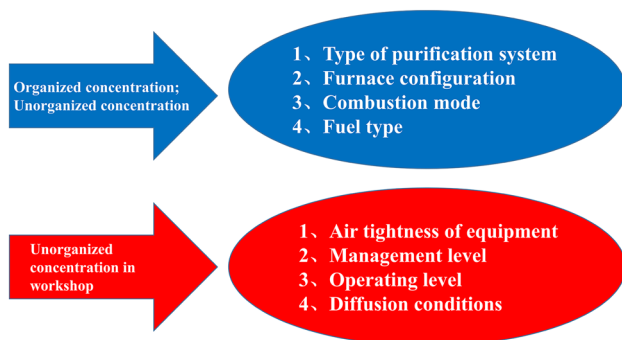 Organized concentration;
Unorganized concentration
1、Type of purification system
2、Furnace configuration
3、Combustion mode
4、Fuel type
Unorganized
concentration in
workshop
1、Air tightness of equipment
2、Management level
3、Operating level
4、Diffusion conditions